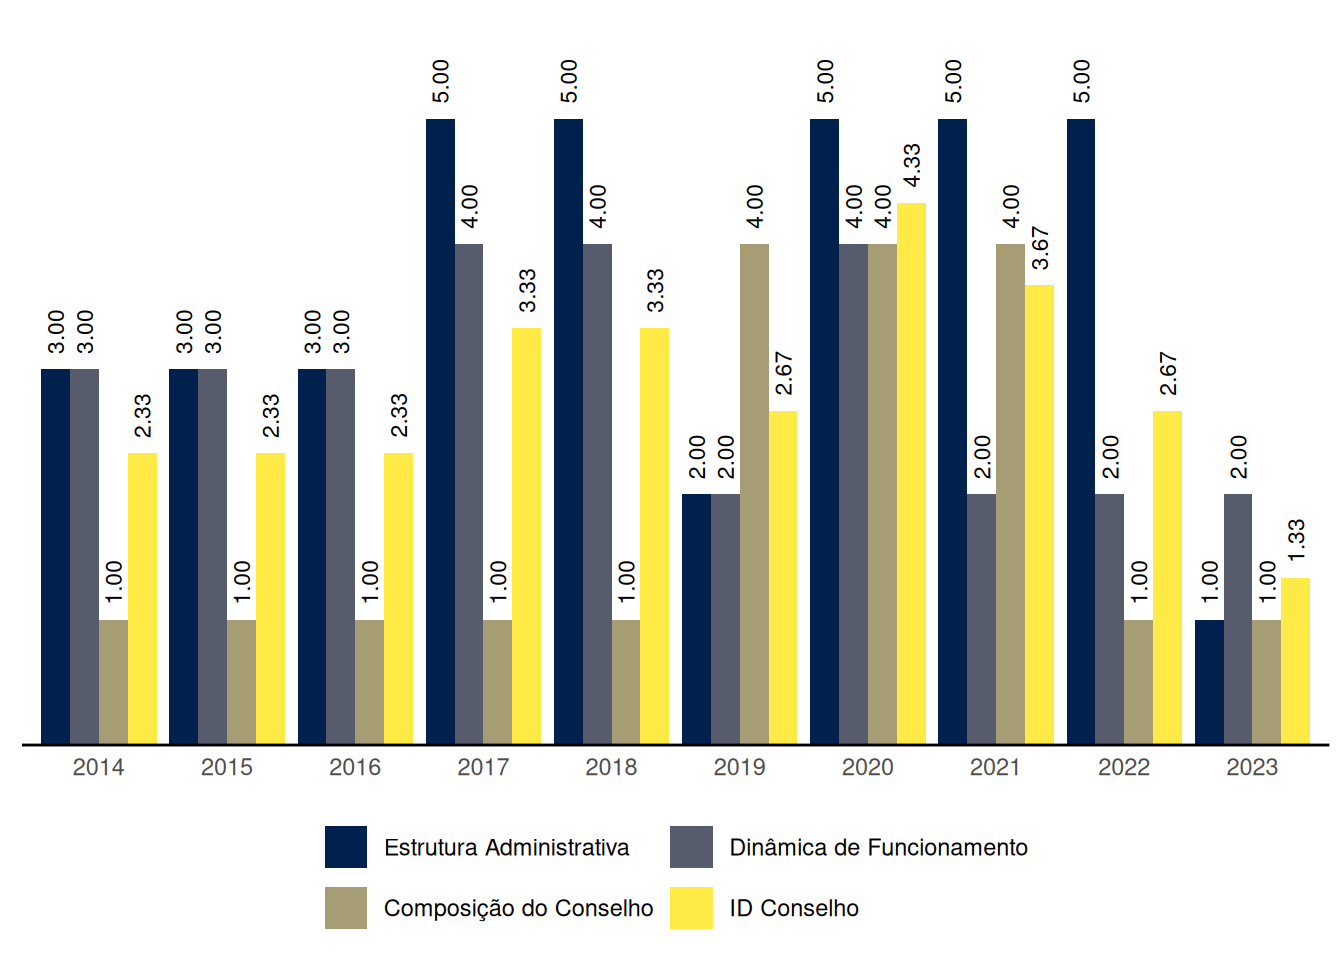 3.00 3.00 1.00 2.33
3.00 3.00 1.00 2.33
3.00 3.00 1.00 2.33
5.00 4.00 1.00 3.33
5.00 4.00 1.00 3.33
2.00 2.00 4.00 2.67
5.00 4.00 4.00 4.33
5.00 2.00 4.00 3.67
5.00 2.00 1.00 2.67
1.00 2.00 1.00 1.33
2014 2015 2016 2017 2018 2019 2020 2021 2022 2023
Estrutura Administrativa Dinâmica de Funcionamento
Composição do Conselho ID Conselho